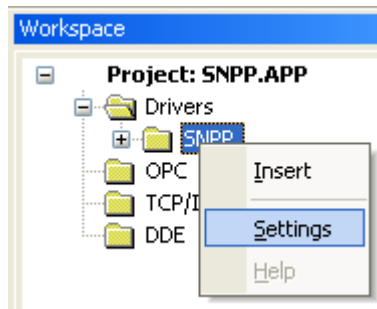 Workspace
Project: SNPP.APP
Drivers
SNPP
OPC
TCP/I
DDE
Insert
Settings
Help